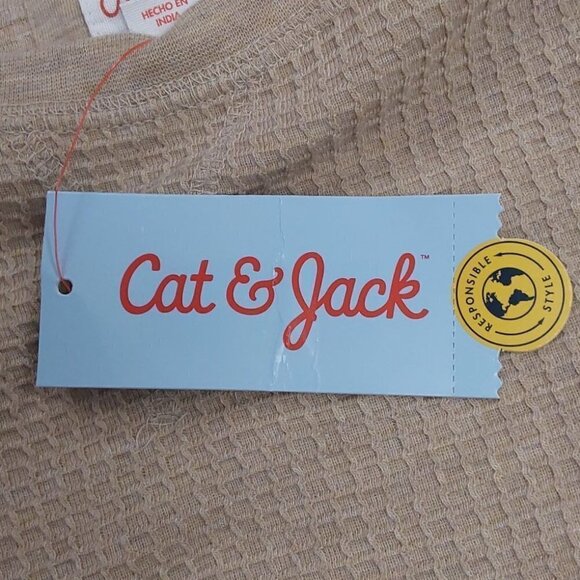 HECHO EN
INDIA
Cat & Jack™
RESPONSIBLE
STYLE